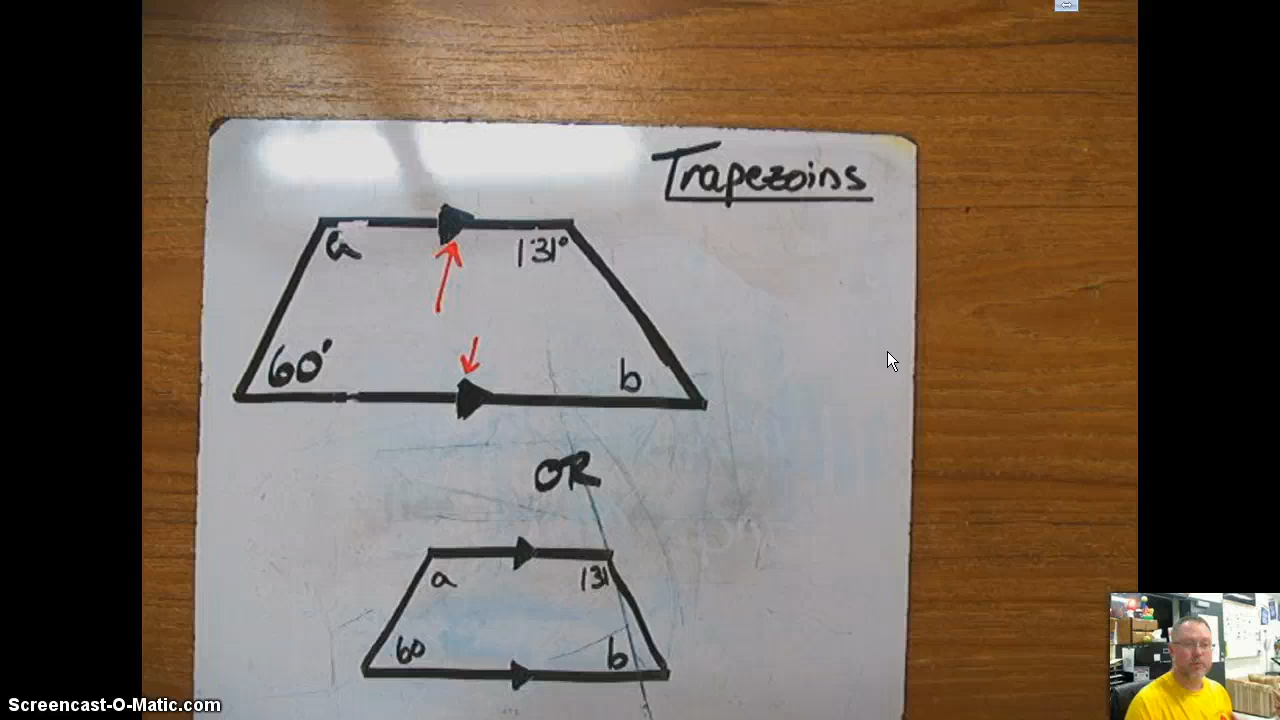 Trapezoins
a 131°
60° b
OR
a 131
60 b
Screencast-O-Matic.com